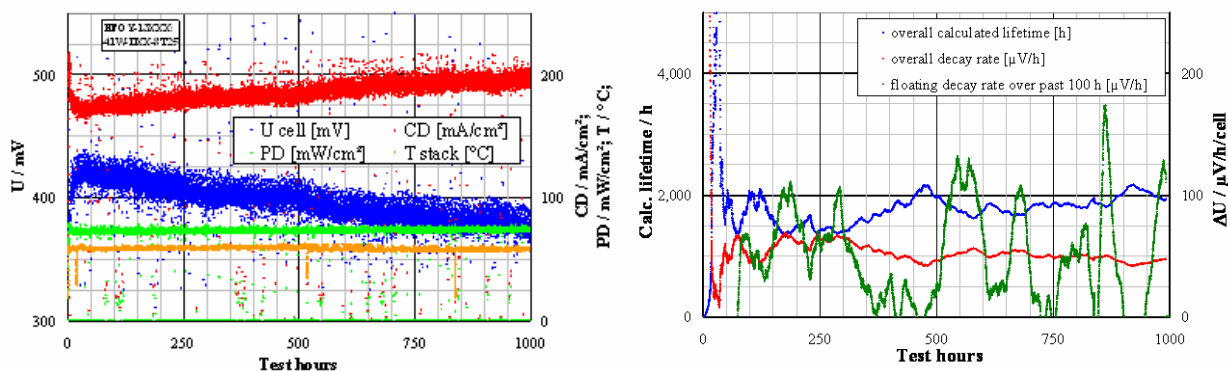 500
400
300
U / mV
U cell [mV]
CD [mA/cm²]
PD [mW/cm²]
T stack [°C]
200
100
0
CD / mA/cm²;
PD / mW/cm²; T / °C;
0
250
500
750
1000
Test hours
overall calculated lifetime [h]
overall decay rate [µV/h]
floating decay rate over past 100 h [µV/h]
4,000
2,000
0
Calc. lifetime / h
200
100
0
AU / µV/h/cell
0
250
500
750
1000
Test hours